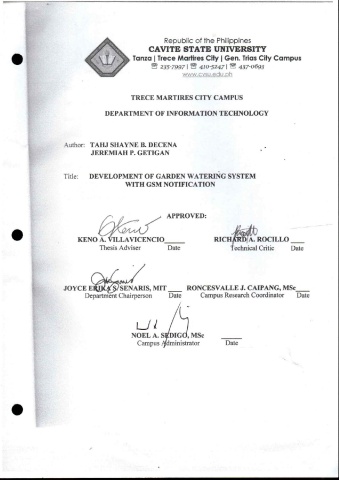 Republic of the Philippines
CAVITE STATE UNIVERSITY
Tanza | Trece Martires City | Gen. Trias City Campus
☏ 235-7997 | ☏ 410-5247 | ☏ 437-0693
www.cvsu.edu.ph
TRECE MARTIRES CITY CAMPUS
DEPARTMENT OF INFORMATION TECHNOLOGY
Author: TAHJ SHAYNE B. DECENA
JEREMIAH P. GETIGAN
Title: DEVELOPMENT OF GARDEN WATERING SYSTEM
WITH GSM NOTIFICATION
APPROVED:
KENO A. VILLAVICENCIO RICHARD A. ROCILLO
Thesis Adviser Date Technical Critic Date
JOYCE ERIKA S. SENARIS, MIT RONCESVALLE J. CAIPANG, MSc
Department Chairperson Date Campus Research Coordinator Date
NOEL A. SEDIGO, MSc
Campus Administrator Date